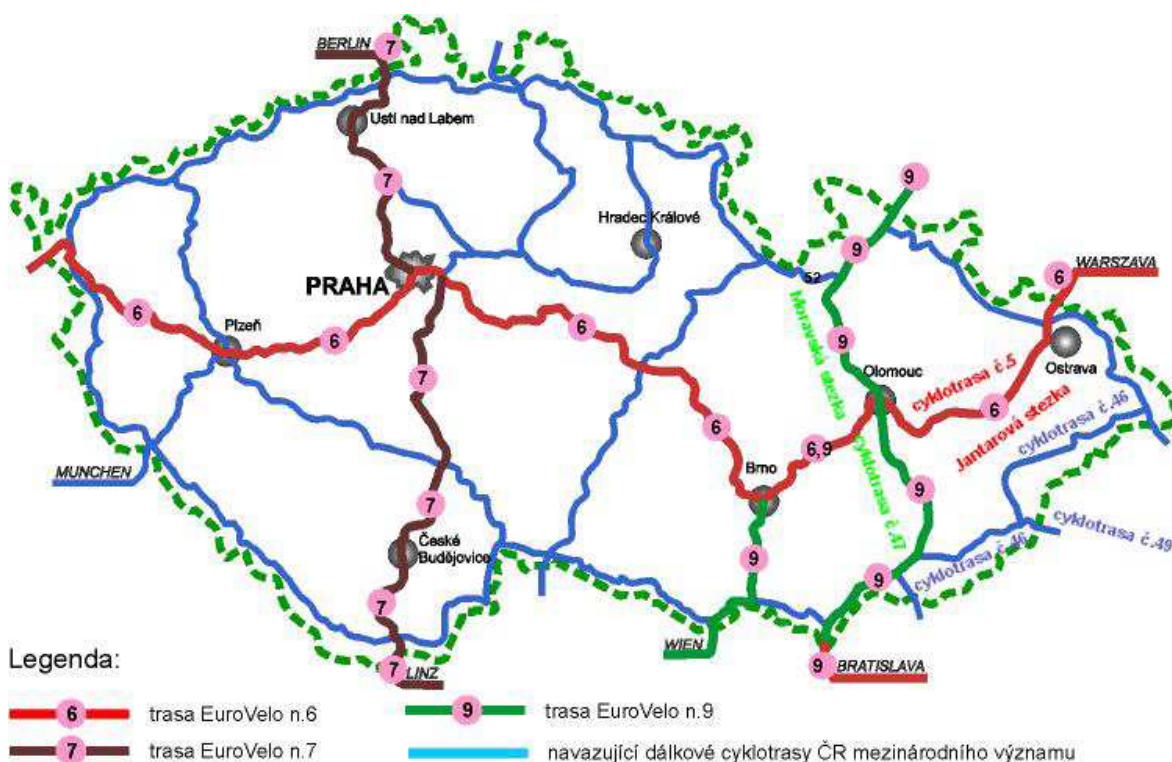 BERLIN
7
Ustí nad Labem
7
9
Hradec Králové
9
WARSZAVA
6
PRAHA
52
6
Plzeň
6
6
Moravská stezka
9
Ostrava
7
Olomouc
cyklotrasa č.5
6
cyklotrasa č.46
Jantarová stezka
6
6,9
MUNCHEN
Brno
cyklotrasa č.47
9
7
České
Budějovice
cyklotrasa č.49
cyklotrasa č.46
9
9
7
WIEN
7
LINZ
9
BRATISLAVA
Legenda:
6
trasa EuroVelo n.6
9
trasa EuroVelo n.9
7
trasa EuroVelo n.7
navazující dálkové cyklotrasy ČR mezinárodního významu